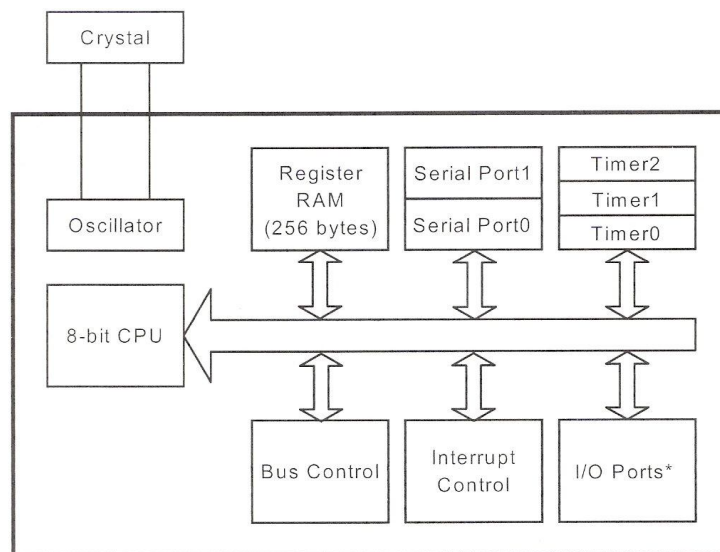 Crystal
Oscillator
Register
RAM
(256 bytes)
Serial Port1
Serial Port0
Timer2
Timer1
Timer0
8-bit CPU
Bus Control
Interrupt
Control
I/O Ports*